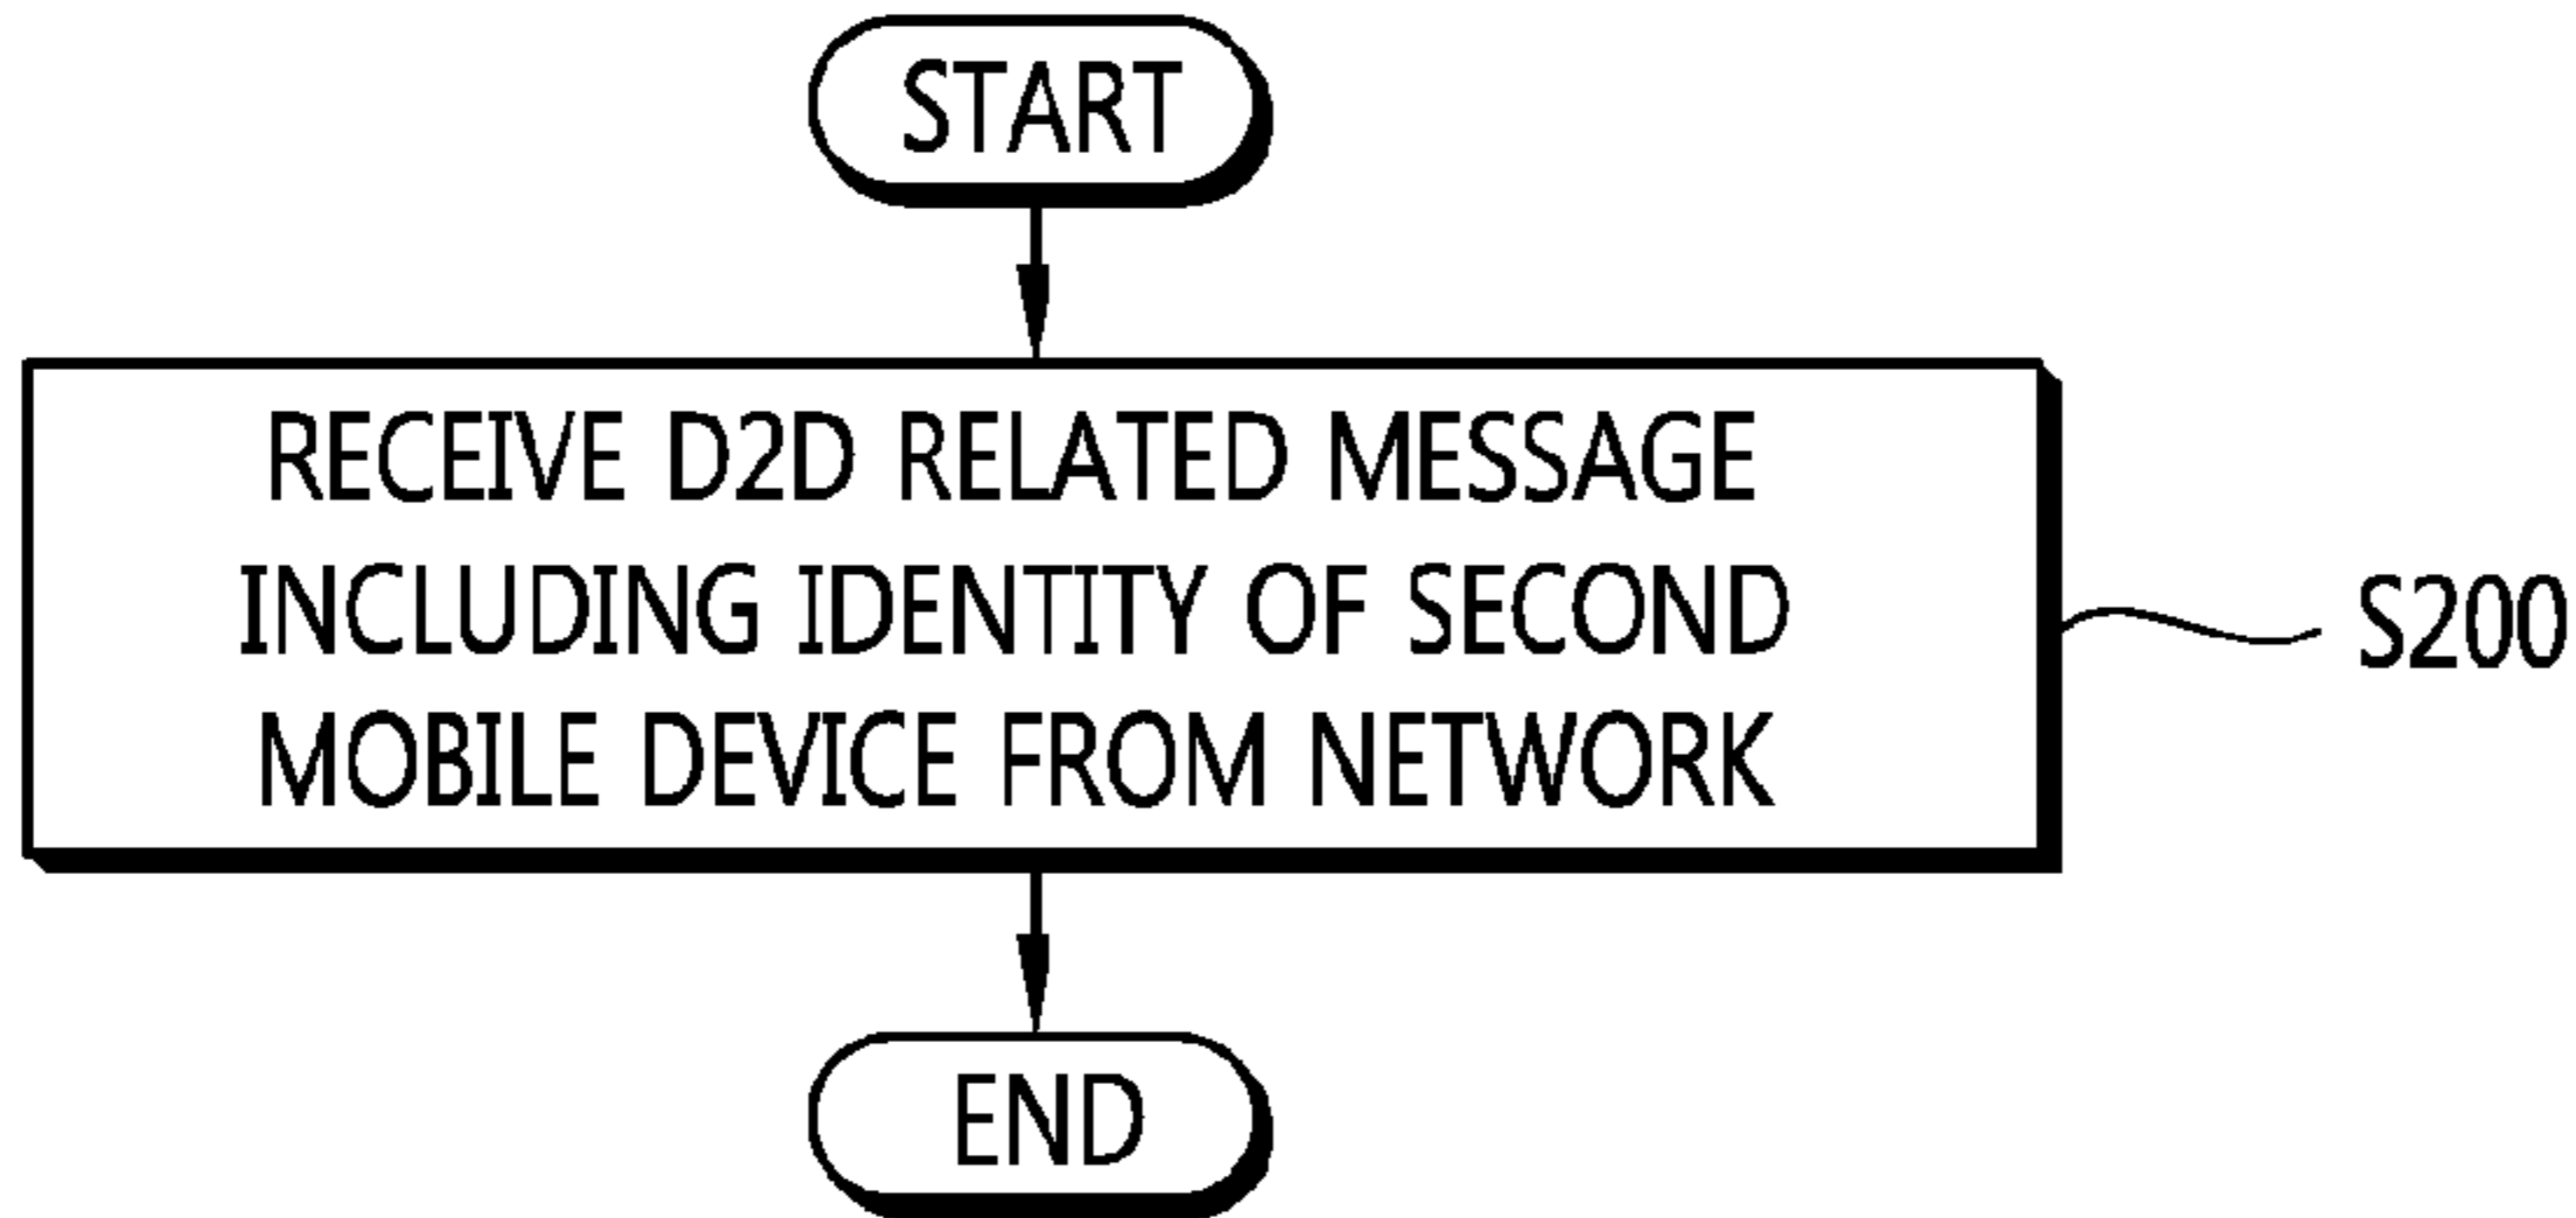 START
RECEIVE D2D RELATED MESSAGE
INCLUDING IDENTITY OF SECOND
MOBILE DEVICE FROM NETWORK
S200
END